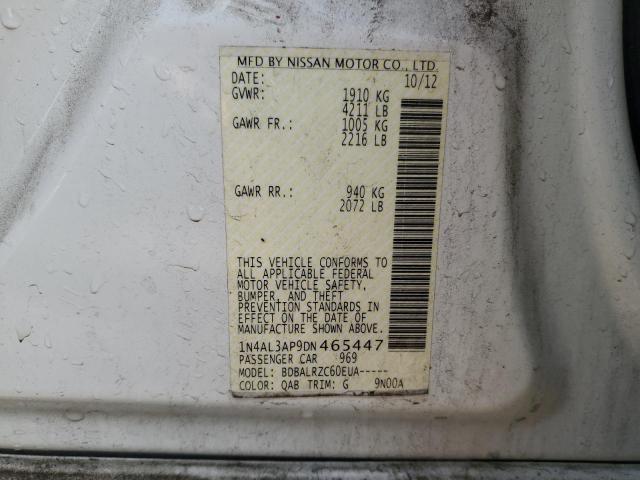 MFD BY NISSAN MOTOR CO., LTD.
DATE: 10/12
GVWR: 1910 KG
4211 LB
GAWR FR.: 1005 KG
2216 LB
GAWR RR.: 940 KG
2072 LB
THIS VEHICLE CONFORMS TO
ALL APPLICABLE FEDERAL
MOTOR VEHICLE SAFETY,
BUMPER, AND THEFT
PREVENTION STANDARDS IN
EFFECT ON THE DATE OF
MANUFACTURE SHOWN ABOVE.
1N4AL3AP9DN465447
PASSENGER CAR 969
MODEL: BDBALRZC60EUA-----
COLOR: QAB TRIM: G 9N00A